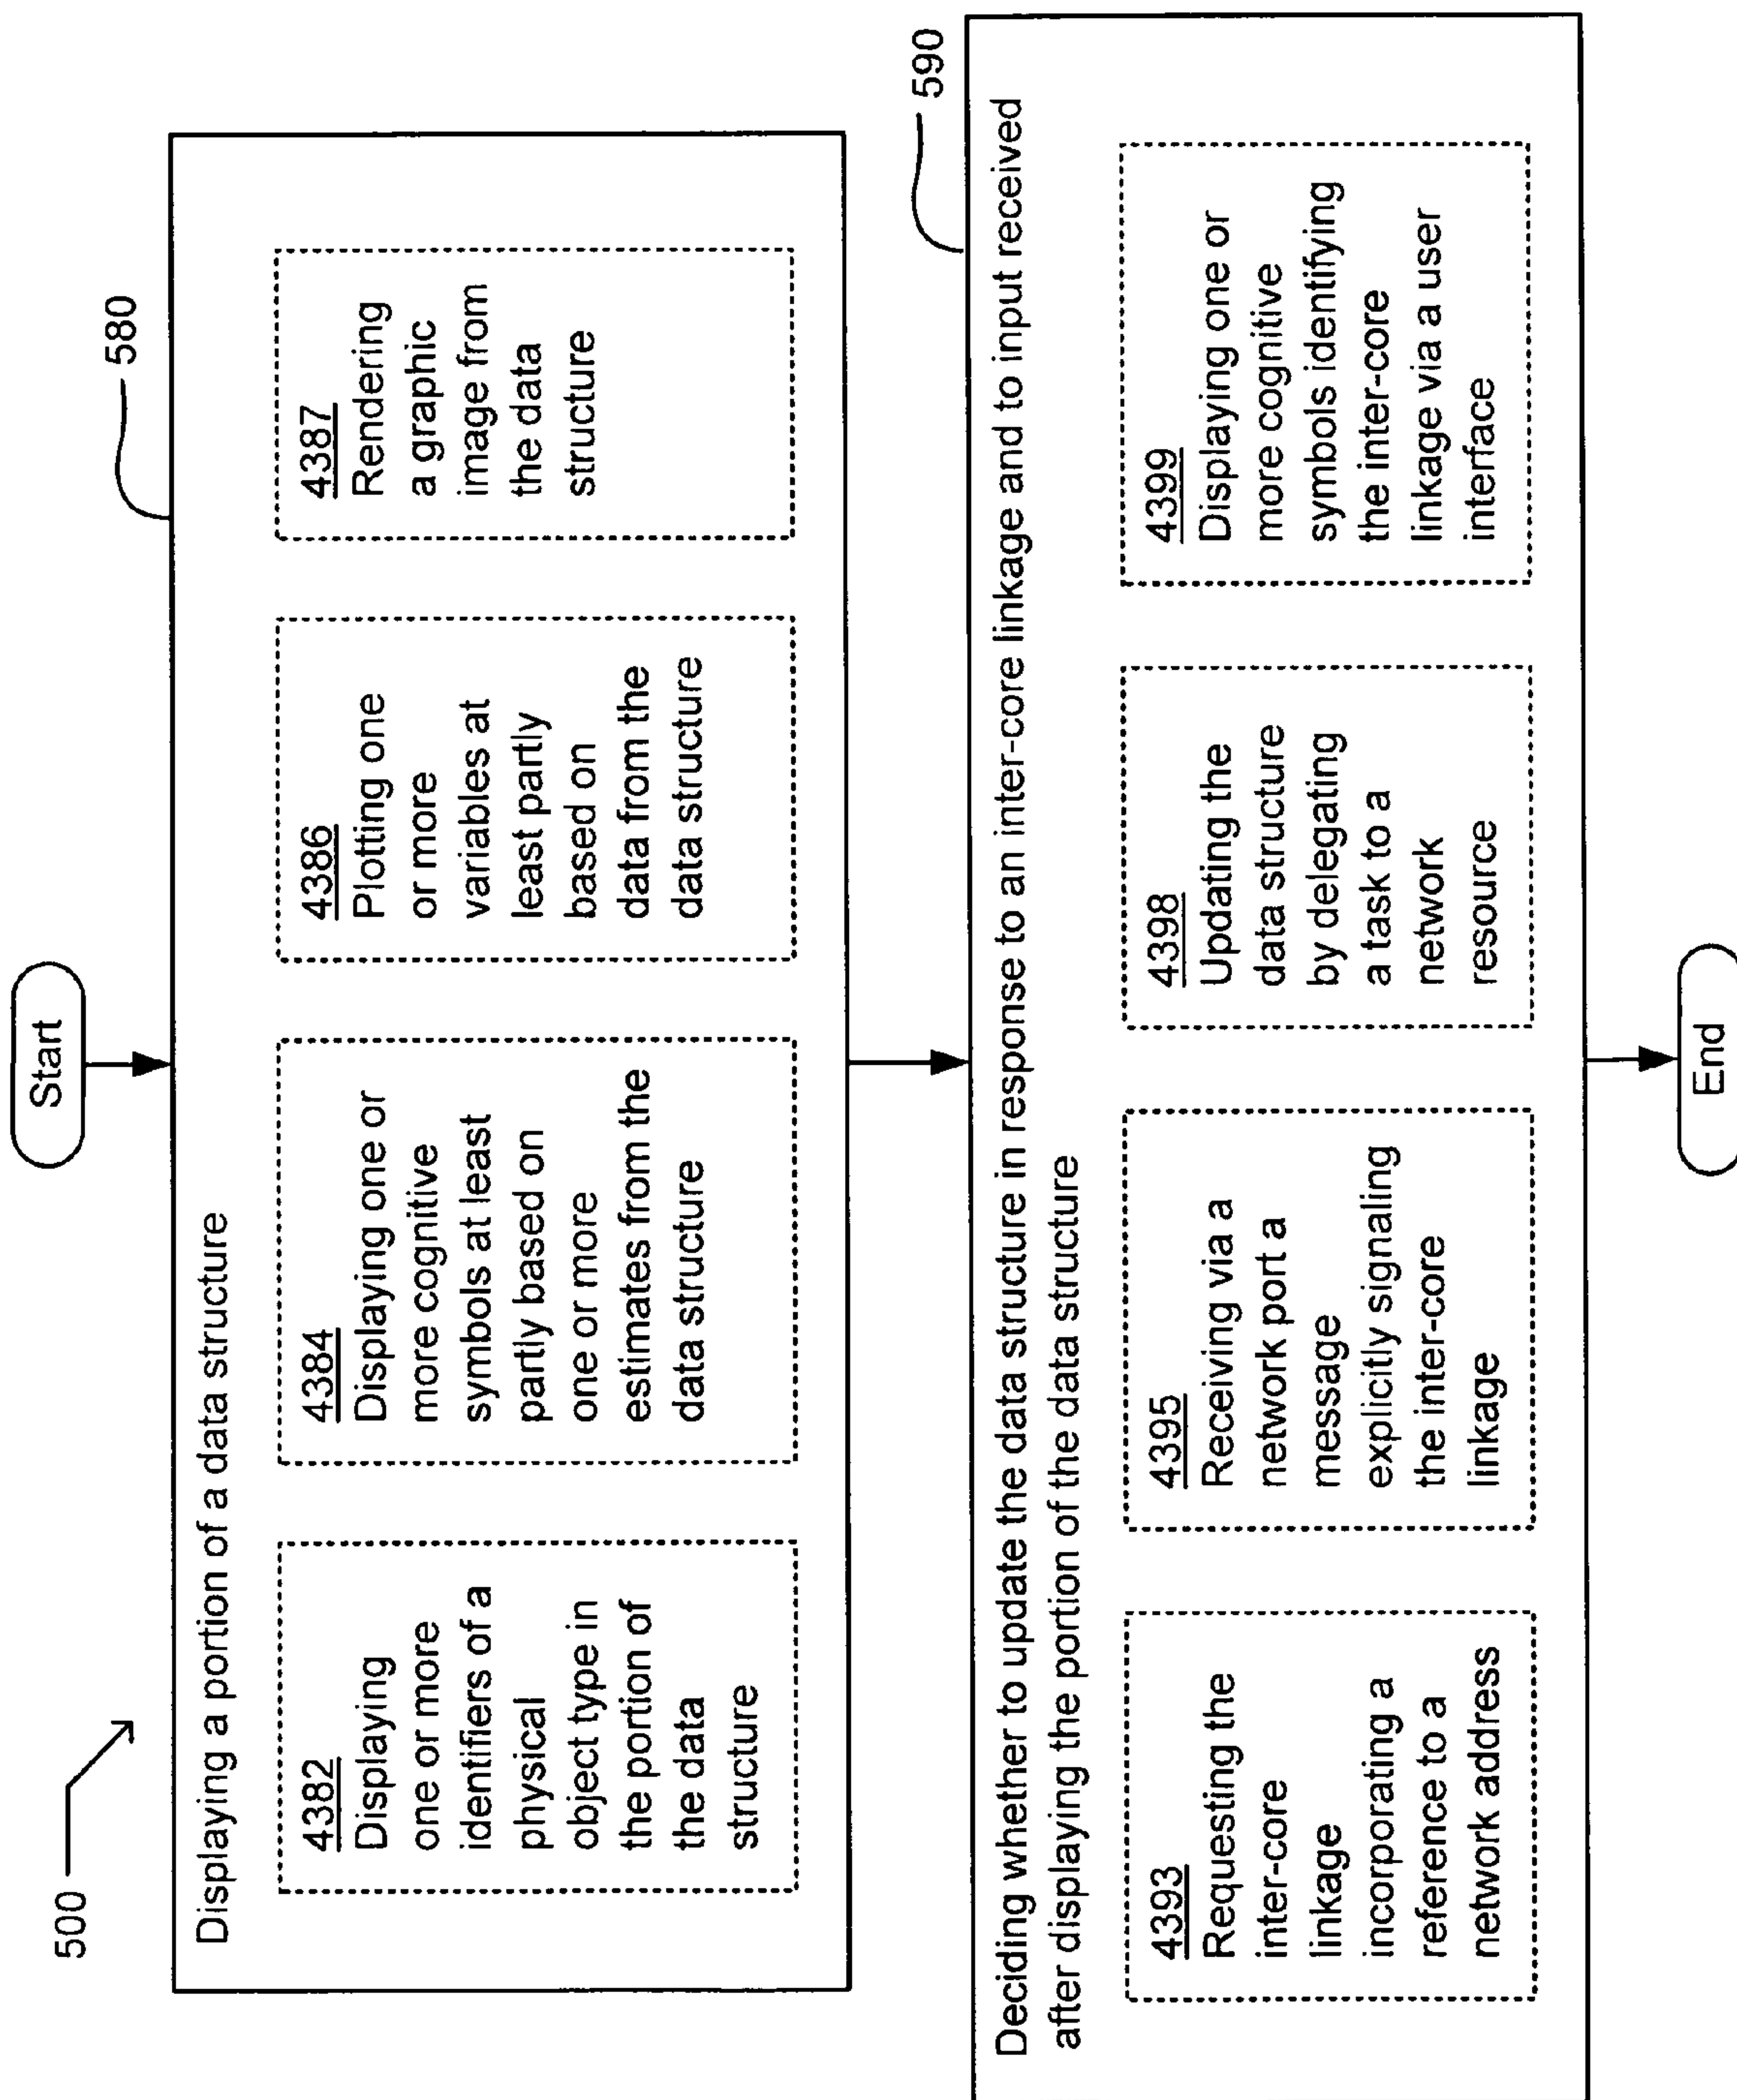 500
Start
580
Displaying a portion of a data structure
4382
Displaying
one or more
identifiers of a
physical
object type in
the portion of
the data
structure
4384
Displaying one or
more cognitive
symbols at least
partly based on
one or more
estimates from the
data structure
4386
Plotting one
or more
variables at
least partly
based on
data from the
data structure
4387
Rendering
a graphic
image from
the data
structure
590
Deciding whether to update the data structure in response to an inter-core linkage and to input received
after displaying the portion of the data structure
4393
Requesting the
inter-core
linkage
incorporating a
reference to a
network address
4395
Receiving via a
network port a
message
explicitly signaling
the inter-core
linkage
4398
Updating the
data structure
by delegating
a task to a
network
resource
4399
Displaying one or
more cognitive
symbols identifying
the inter-core
linkage via a user
interface
End